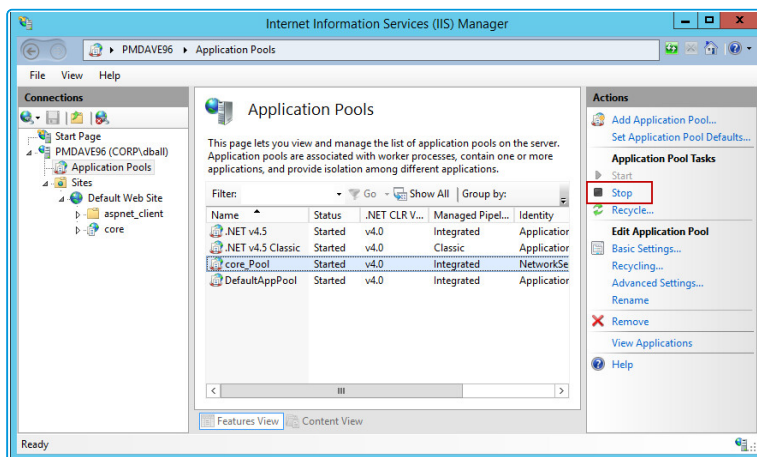 Internet Information Services (IIS) Manager
PMDAVE96 Application Pools
File View Help
Connections
Start Page
PMDAVE96 (CORP\dball)
Application Pools
Sites
Default Web Site
aspnet_client
core
Application Pools
This page lets you view and manage the list of application pools on the server.
Application pools are associated with worker processes, contain one or more
applications, and provide isolation among different applications.
Filter: Go Show All Group by:
Name Status .NET CLR V... Managed Pipel... Identity
.NET v4.5 Started v4.0 Integrated Application
.NET v4.5 Classic Started v4.0 Classic Application
core_Pool Started v4.0 Integrated NetworkSe
DefaultAppPool Started v4.0 Integrated Application
Features View Content View
Actions
Add Application Pool...
Set Application Pool Defaults...
Application Pool Tasks
Start
Stop
Recycle...
Edit Application Pool
Basic Settings...
Recycling...
Advanced Settings...
Rename
Remove
View Applications
Help
Ready